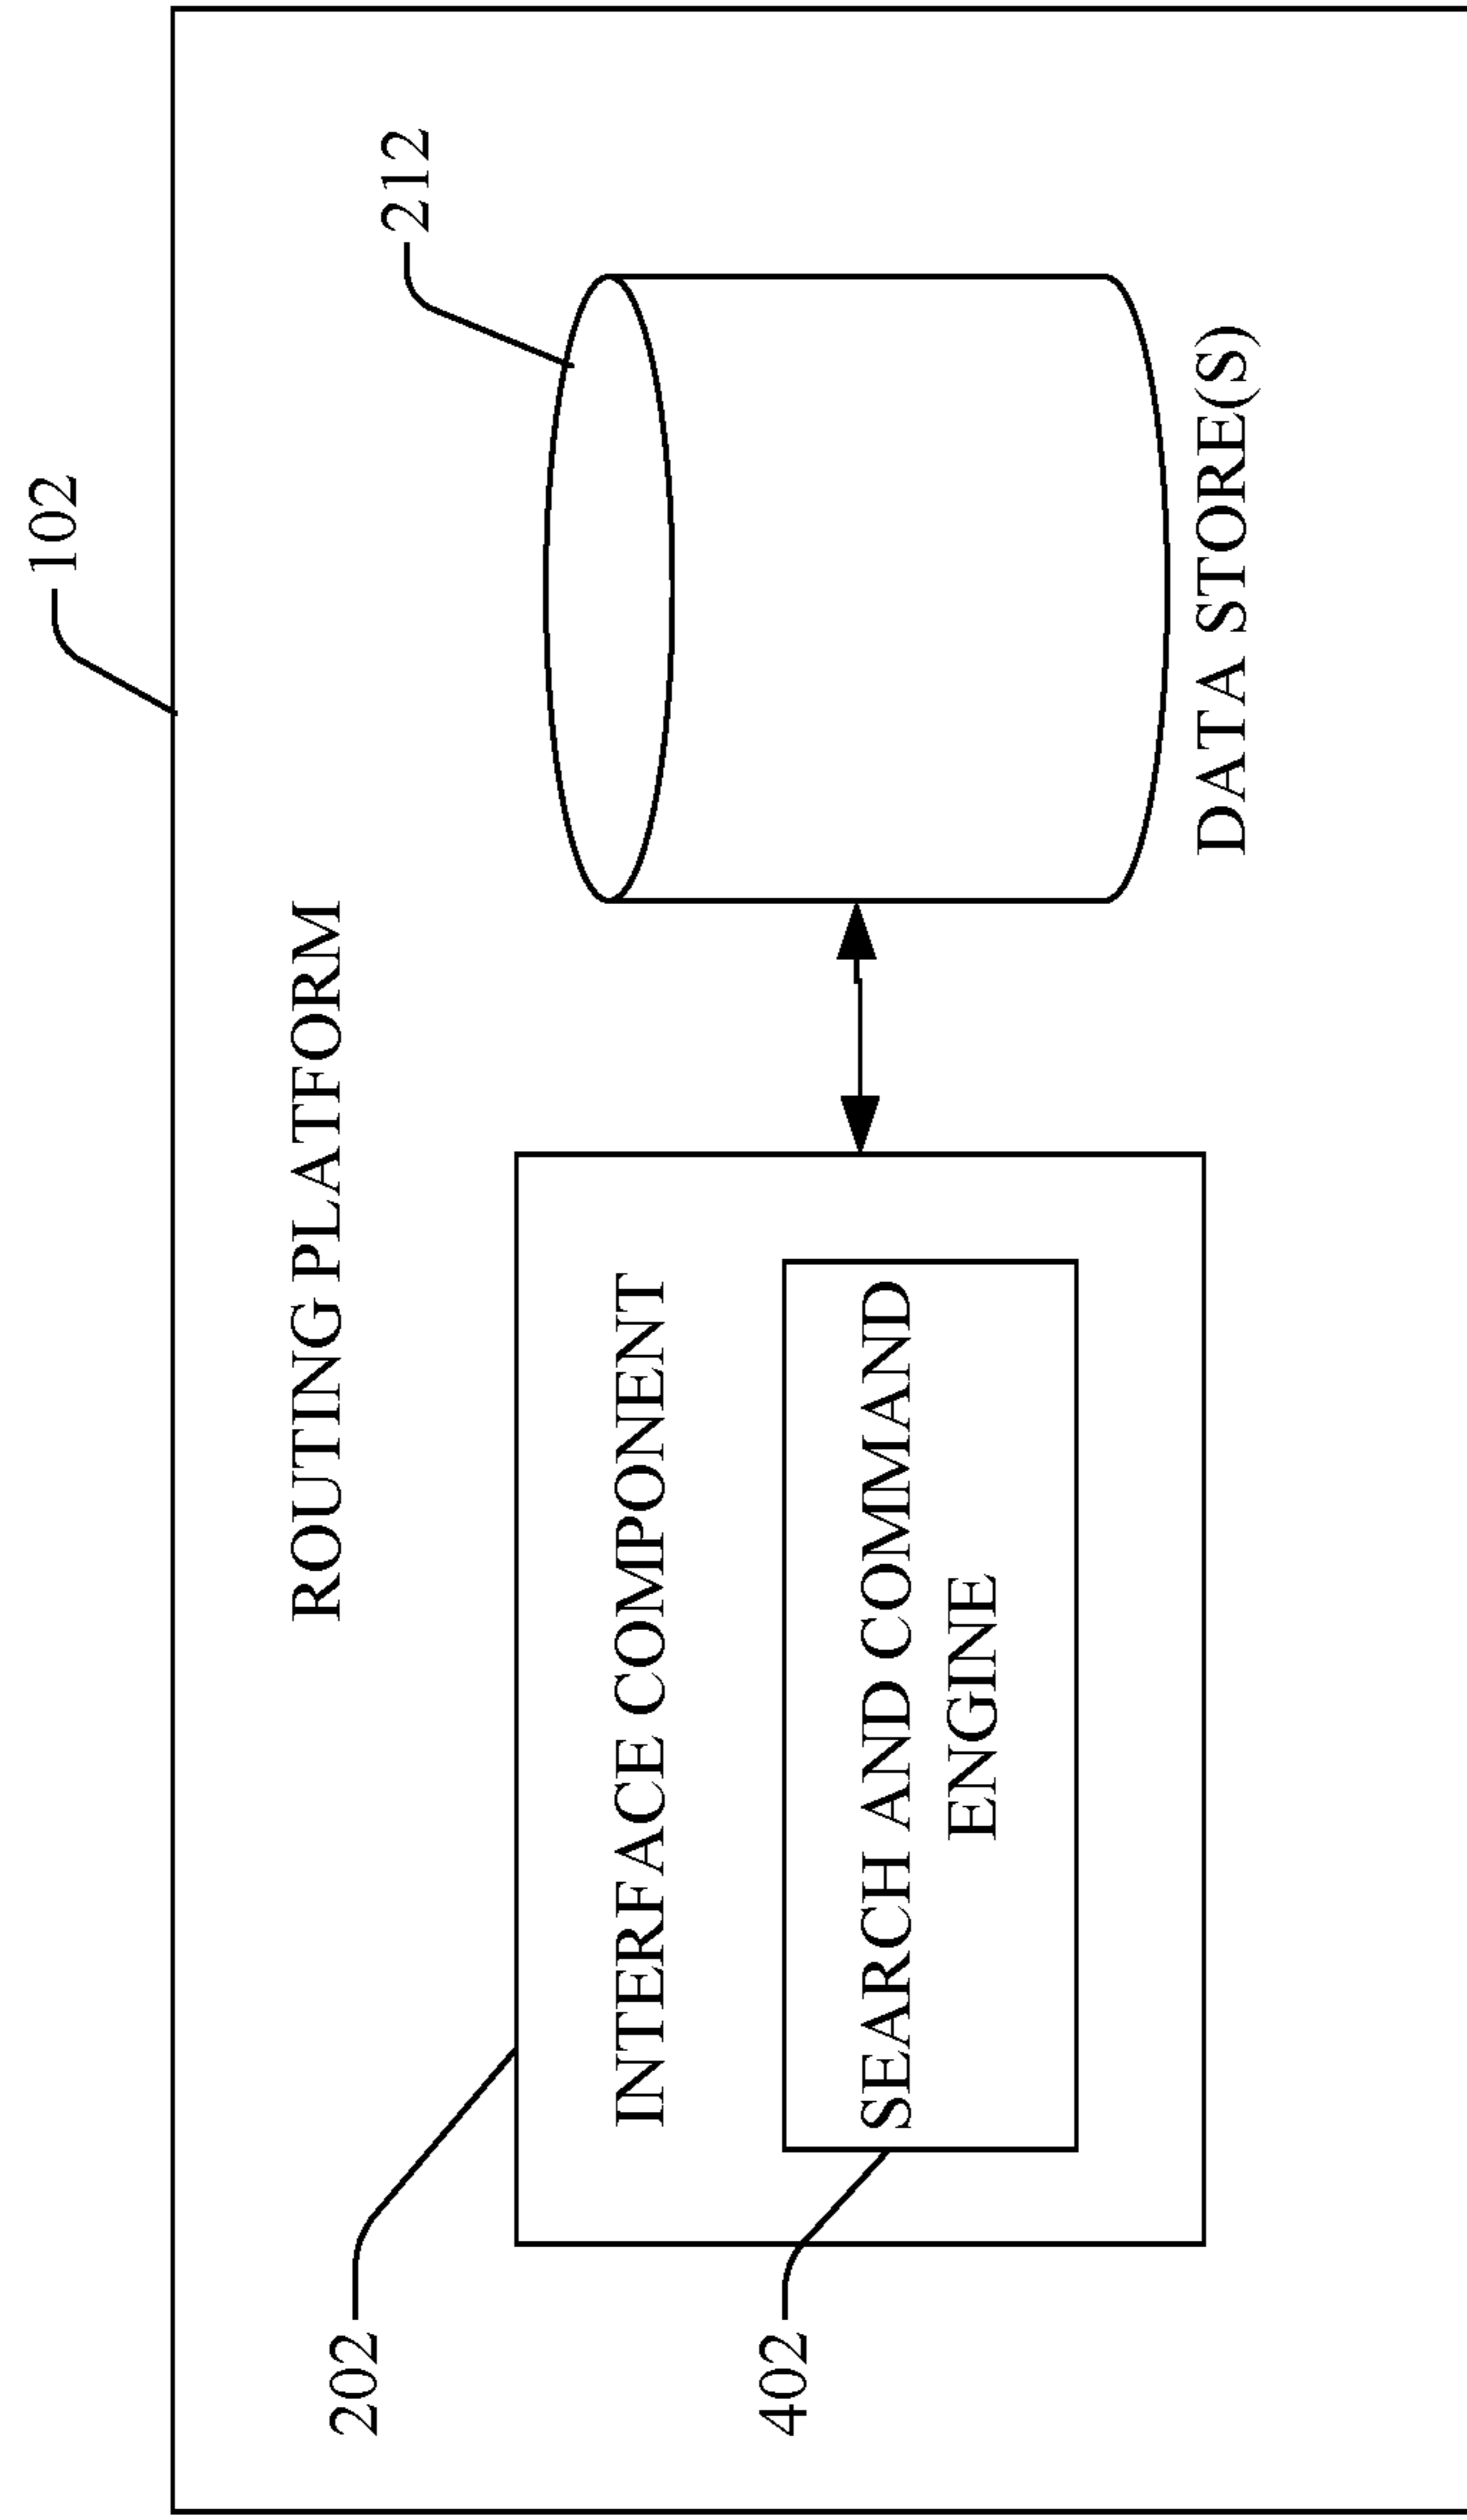 102
ROUTING PLATFORM
212
202
INTERFACE COMPONENT
402
SEARCH AND COMMAND
ENGINE
DATA STORE(S)